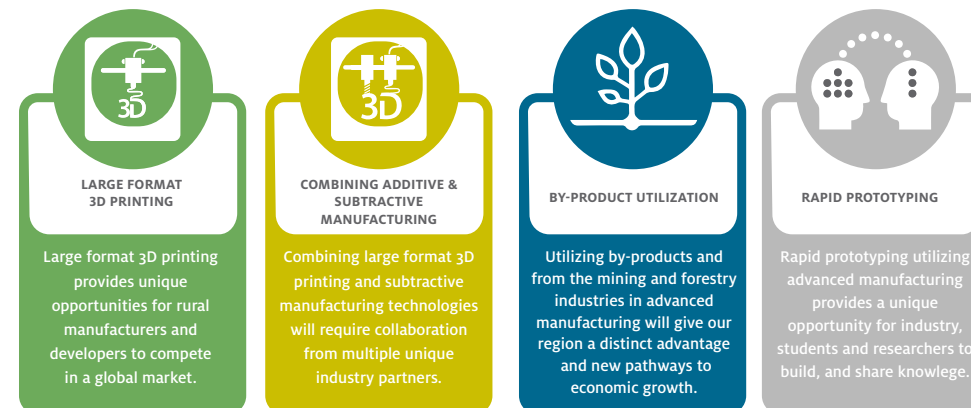 3D
LARGE FORMAT
3D PRINTING
Large format 3D printing
provides unique
opportunities for rural
manufacturers and
developers to compete
in a global market.
3D
COMBINING ADDITIVE &
SUBTRACTIVE
MANUFACTURING
Combining large format 3D
printing and subtractive
manufacturing technologies
will require collaboration
from multiple unique
industry partners.
BY-PRODUCT UTILIZATION
Utilizing by-products and
from the mining and forestry
industries in advanced
manufacturing will give our
region a distinct advantage
and new pathways to
economic growth.
RAPID PROTOTYPING
Rapid prototyping utilizing
advanced manufacturing
provides a unique
opportunity for industry,
students and researchers to
build, and share knowlege.